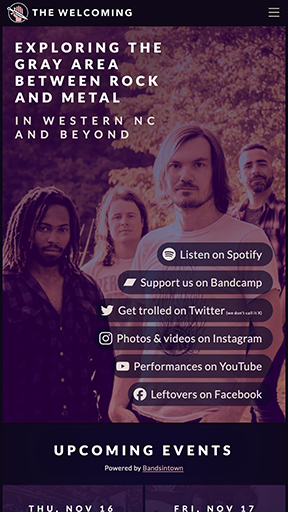 THE WELCOMING
EXPLORING THE
GRAY AREA
BETWEEN ROCK
AND METAL
IN WESTERN NC
AND BEYOND
Listen on Spotify
Support us on Bandcamp
Get trolled on Twitter (we don't call it X)
Photos & videos on Instagram
Performances on YouTube
Leftovers on Facebook
UPCOMING EVENTS
Powered by Bandsintown
THU, NOV 16
FRI, NOV 17